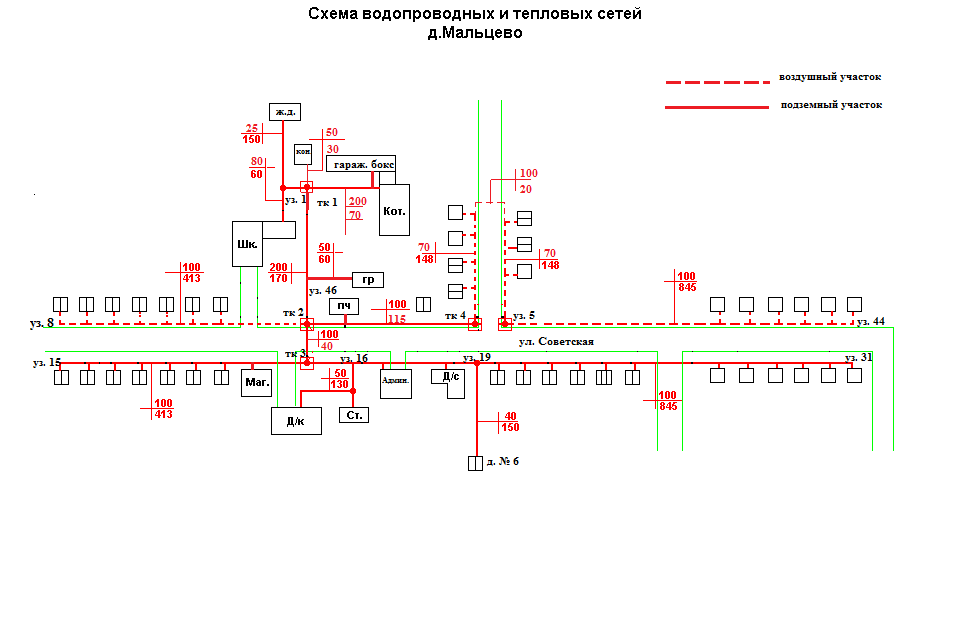 Схема водопроводных и тепловых сетей
д.Мальцево
воздушный участок
подземный участок
ж.д.
25
150
50
30
кон.
гараж. бокс
80
60
100
20
уз. 1
тк 1
200
70
Кот.
Шк.
50
60
70
148
70
148
100
413
200
170
гр
100
845
уз. 46
пч
100
115
уз. 8
тк 2
тк 4
уз. 5
уз. 44
100
40
ул. Советская
уз. 15
тк 3
уз. 16
уз. 19
уз. 31
Маг.
50
130
Админ.
Д/с
100
413
100
845
Д/к
Ст.
40
150
д. № 6